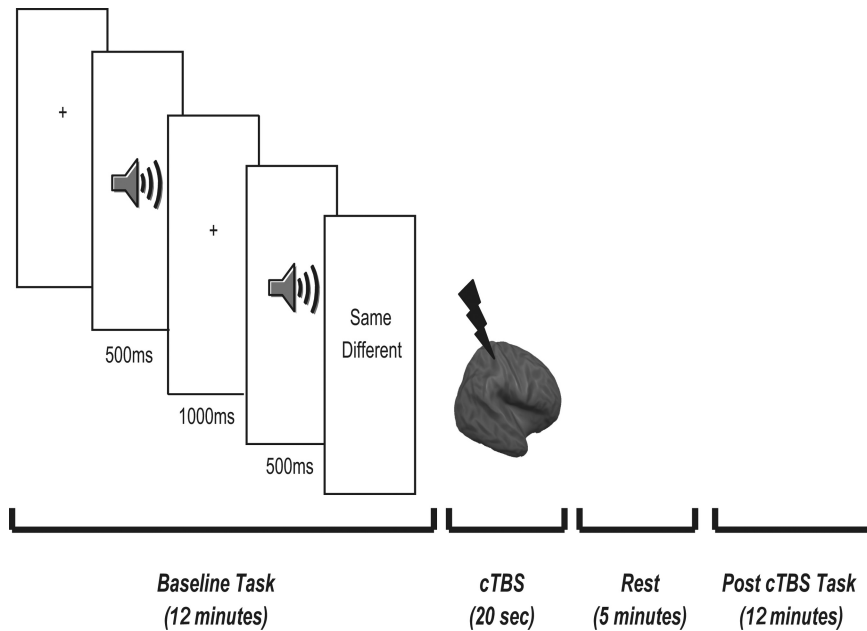 +
500ms
+
1000ms
500ms
Same
Different
Baseline Task
(12 minutes)
cTBS
(20 sec)
Rest
(5 minutes)
Post cTBS Task
(12 minutes)